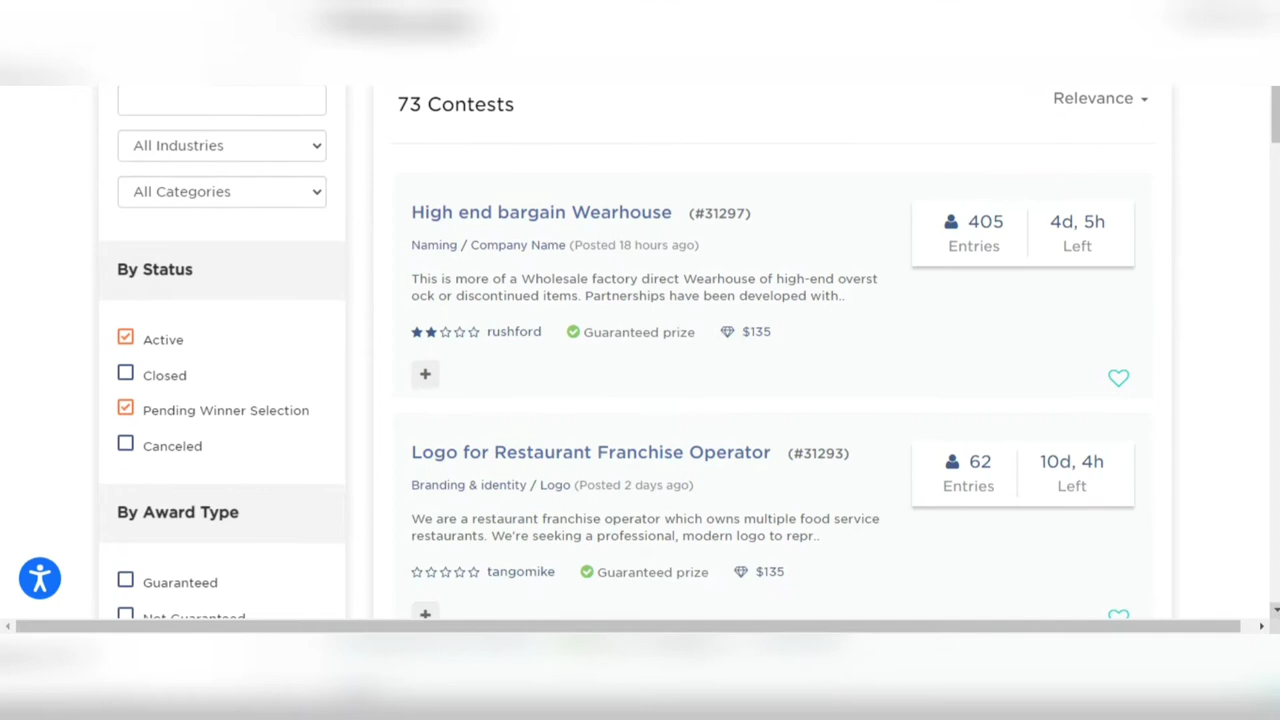 All Industries
All Categories
By Status
Active
Closed
Pending Winner Selection
Canceled
By Award Type
Guaranteed
Not Guaranteed
73 Contests
Relevance
High end bargain Wearhouse (#31297)
Naming / Company Name (Posted 18 hours ago)
This is more of a Wholesale factory direct Wearhouse of high-end overst
ock or discontinued items. Partnerships have been developed with..
rushford Guaranteed prize $135
+
405 4d, 5h
Entries Left
Logo for Restaurant Franchise Operator (#31293)
Branding & identity / Logo (Posted 2 days ago)
We are a restaurant franchise operator which owns multiple food service
restaurants. We're seeking a professional, modern logo to repr..
tangomike Guaranteed prize $135
+
62 10d, 4h
Entries Left